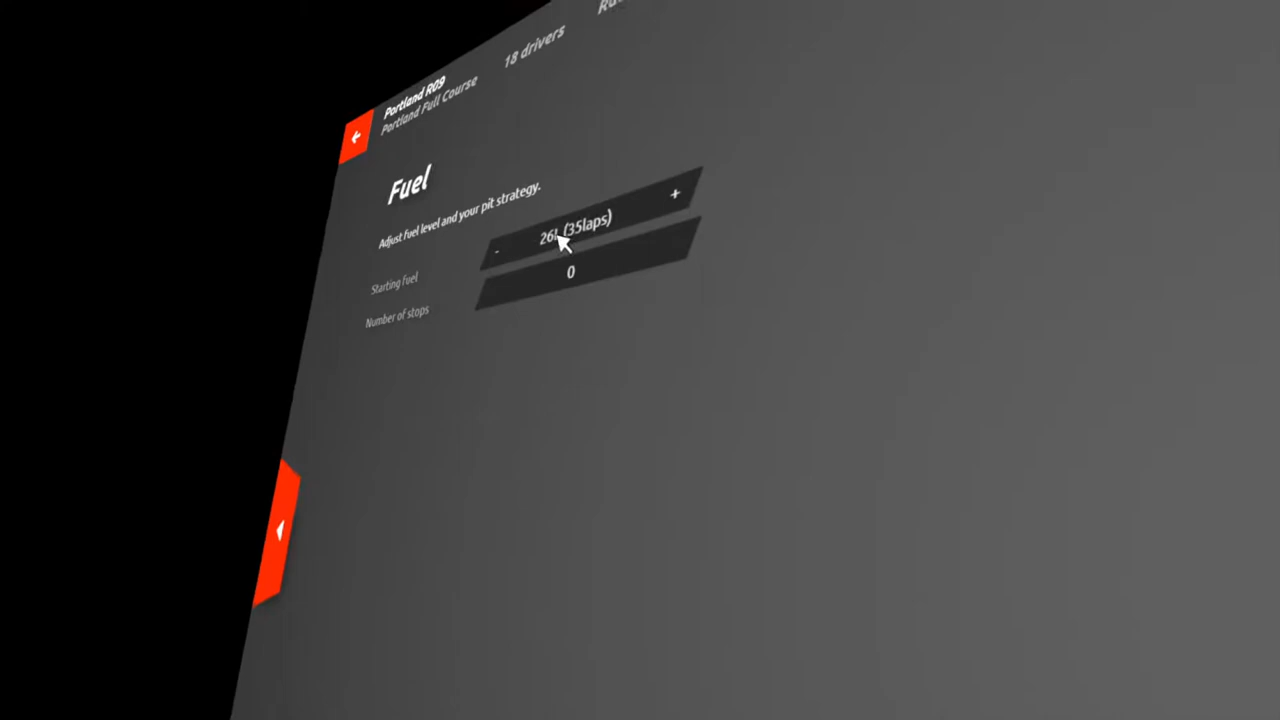 Portland R09
Portland Full Course
18 drivers
Fuel
Adjust fuel level and your pit strategy.
Starting Fuel
- 26L (35laps) +
Number of stops
0